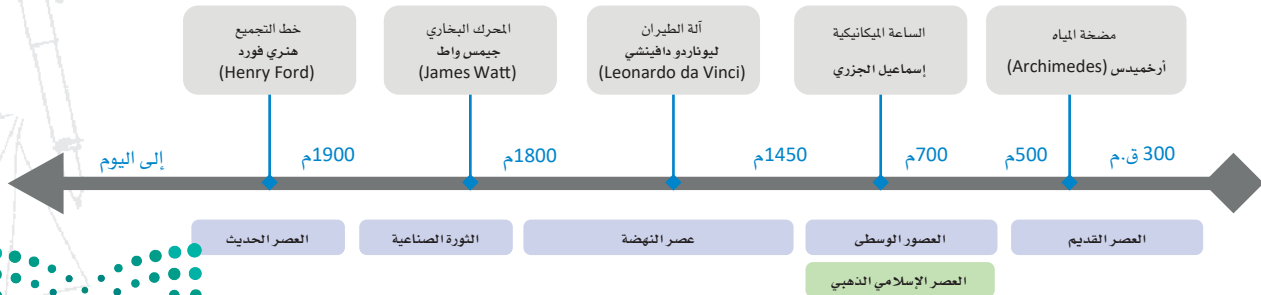 مضخة المياه
أرخميدس (Archimedes)
الساعة الميكانيكية
إسماعيل الجزري
آلة الطيران
ليوناردو دافينشي
(Leonardo da Vinci)
المحرك البخاري
جيمس واط
(James Watt)
خط التجميع
هنري فورد
(Henry Ford)
300 ق.م
500م
700م
1450م
1800م
1900م
إلى اليوم
العصر القديم
العصور الوسطى
عصر النهضة
الثورة الصناعية
العصر الحديث
العصر الإسلامي الذهبي